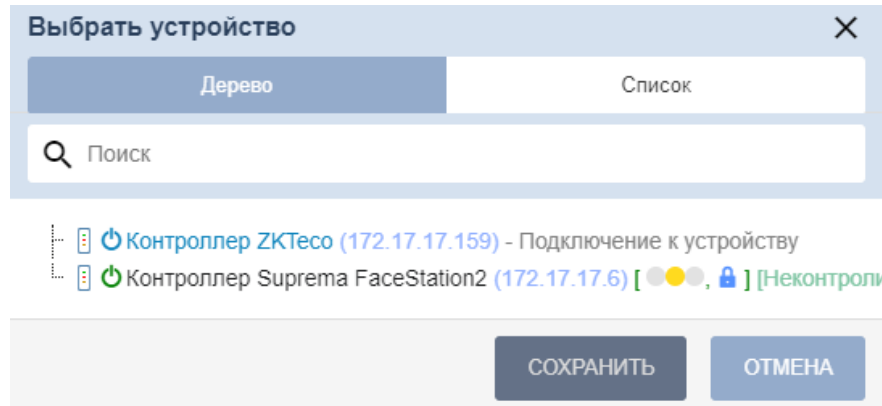 Выбрать устройство
Дерево Список
Поиск
Контроллер ZKTeco (172.17.17.159) - Подключение к устройству
Контроллер Suprema FaceStation2 (172.17.17.6) [ , ] [Неконтроли
СОХРАНИТЬ ОТМЕНА